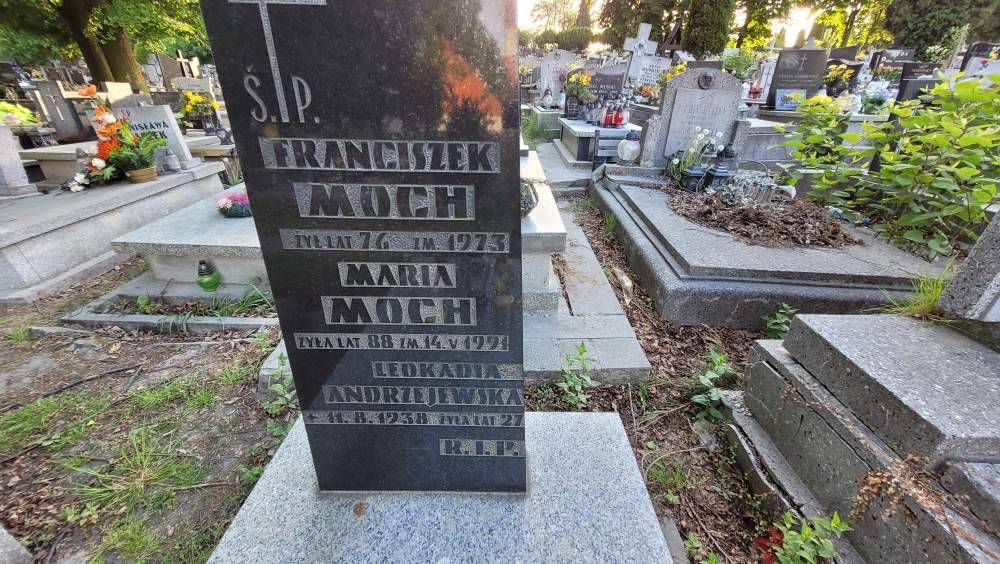 Ś. P.
FRANCISZEK
MOCH
ŻYŁ LAT 76 ZM. 1973
MARIA
MOCH
ŻYŁA LAT 88 ZM. 14. V. 1991
LEOKADIA
ANDRZEJEWSKA
11.8.1938 ŻYŁA LAT 27
R.I.P.
NISŁAWA